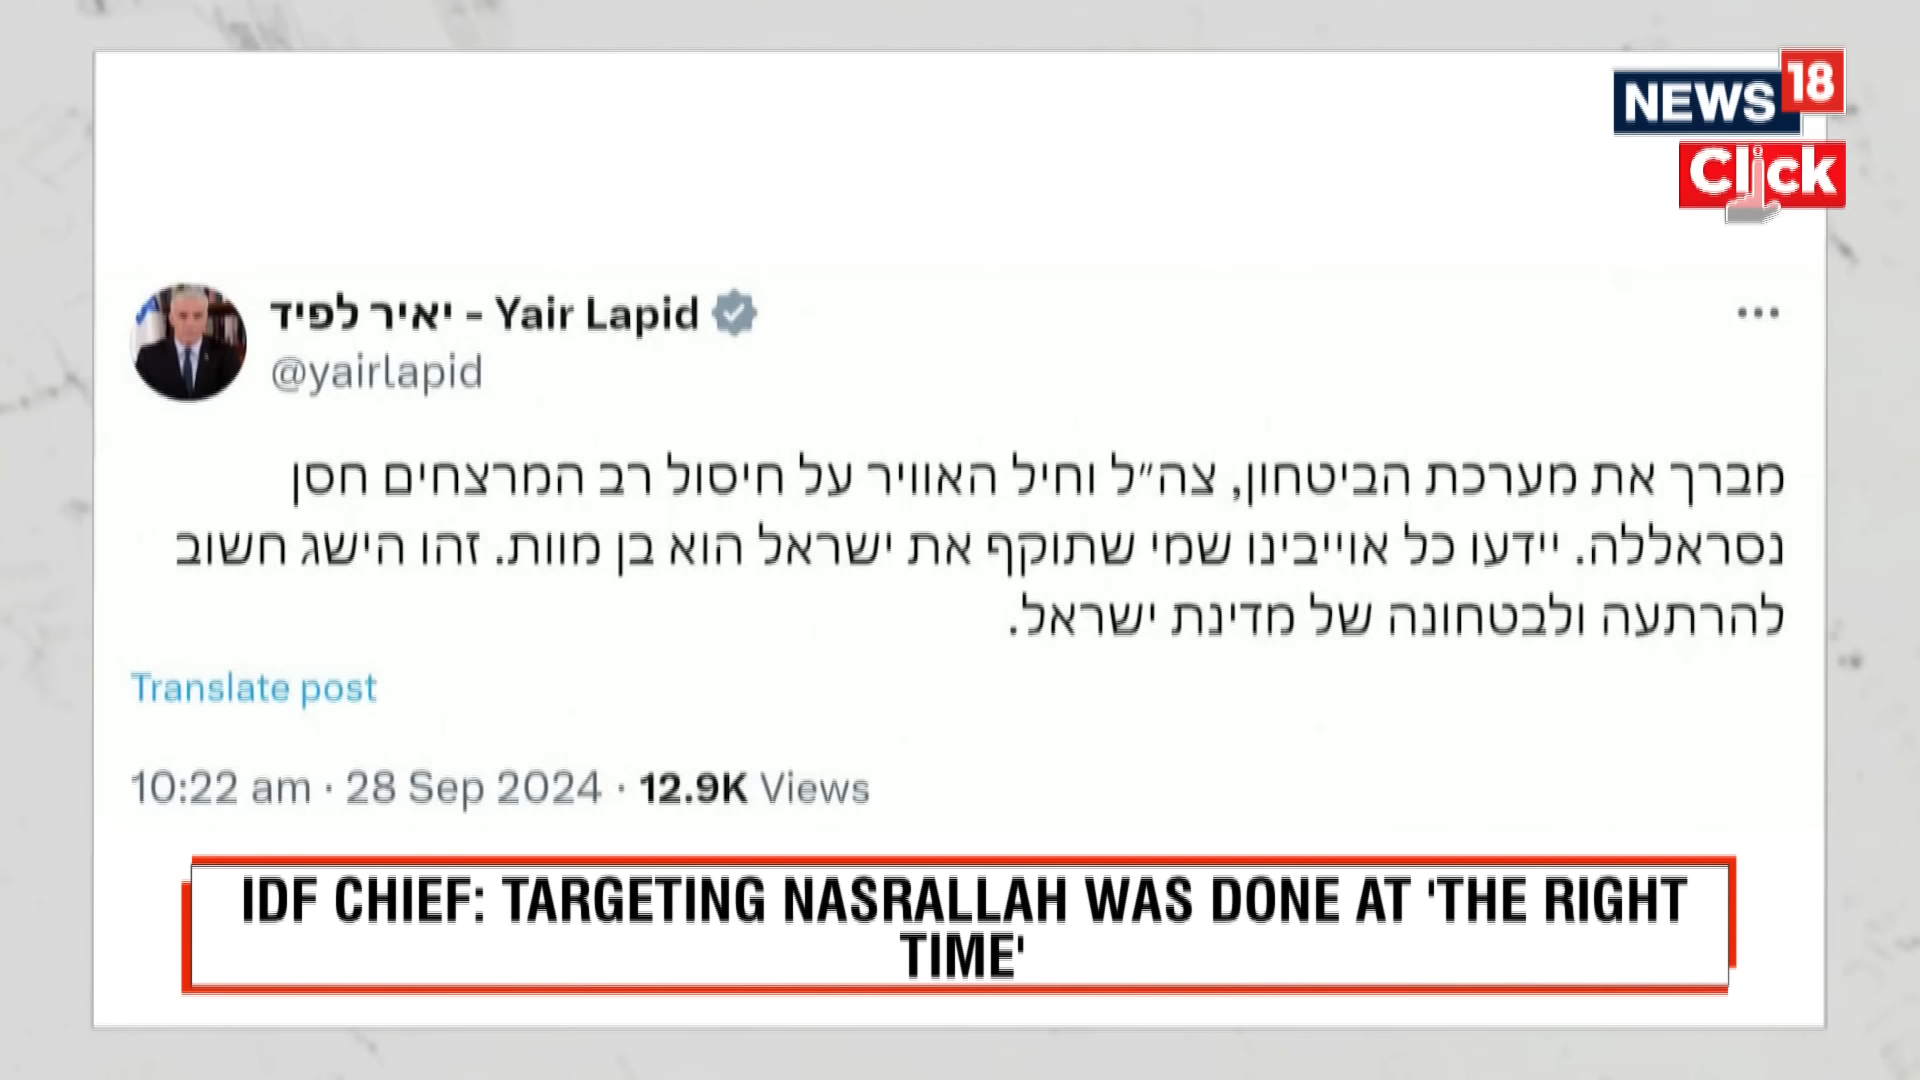 NEWS 18
Click
יאיר לפיד - Yair Lapid
@yairlapid
מברך את מערכת הביטחון, צה״ל וחיל האוויר על חיסול רב המרצחים חסן
נסראללה. יידעו כל אוייבינו שמי שתוקף את ישראל הוא בן מוות. זהו הישג חשוב
להרתעה ולבטחונה של מדינת ישראל.
Translate post
10:22 am · 28 Sep 2024 · 12.9K Views
IDF CHIEF: TARGETING NASRALLAH WAS DONE AT 'THE RIGHT
TIME'